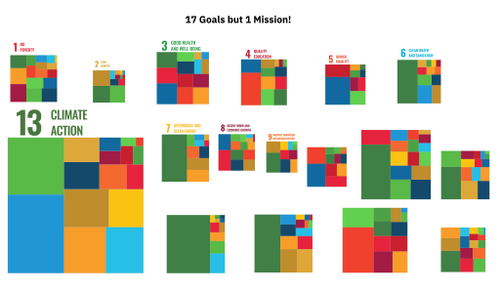 17 Goals but 1 Mission!
1 NO
POVERTY
2 ZERO
HUNGER
3 GOOD HEALTH
AND WELL-BEING
4 QUALITY
EDUCATION
5 GENDER
EQUALITY
6 CLEAN WATER
AND SANITATION
13 CLIMATE
ACTION
7 AFFORDABLE AND
CLEAN ENERGY
8 DECENT WORK AND
ECONOMIC GROWTH
9 INDUSTRY, INNOVATION
AND INFRASTRUCTURE